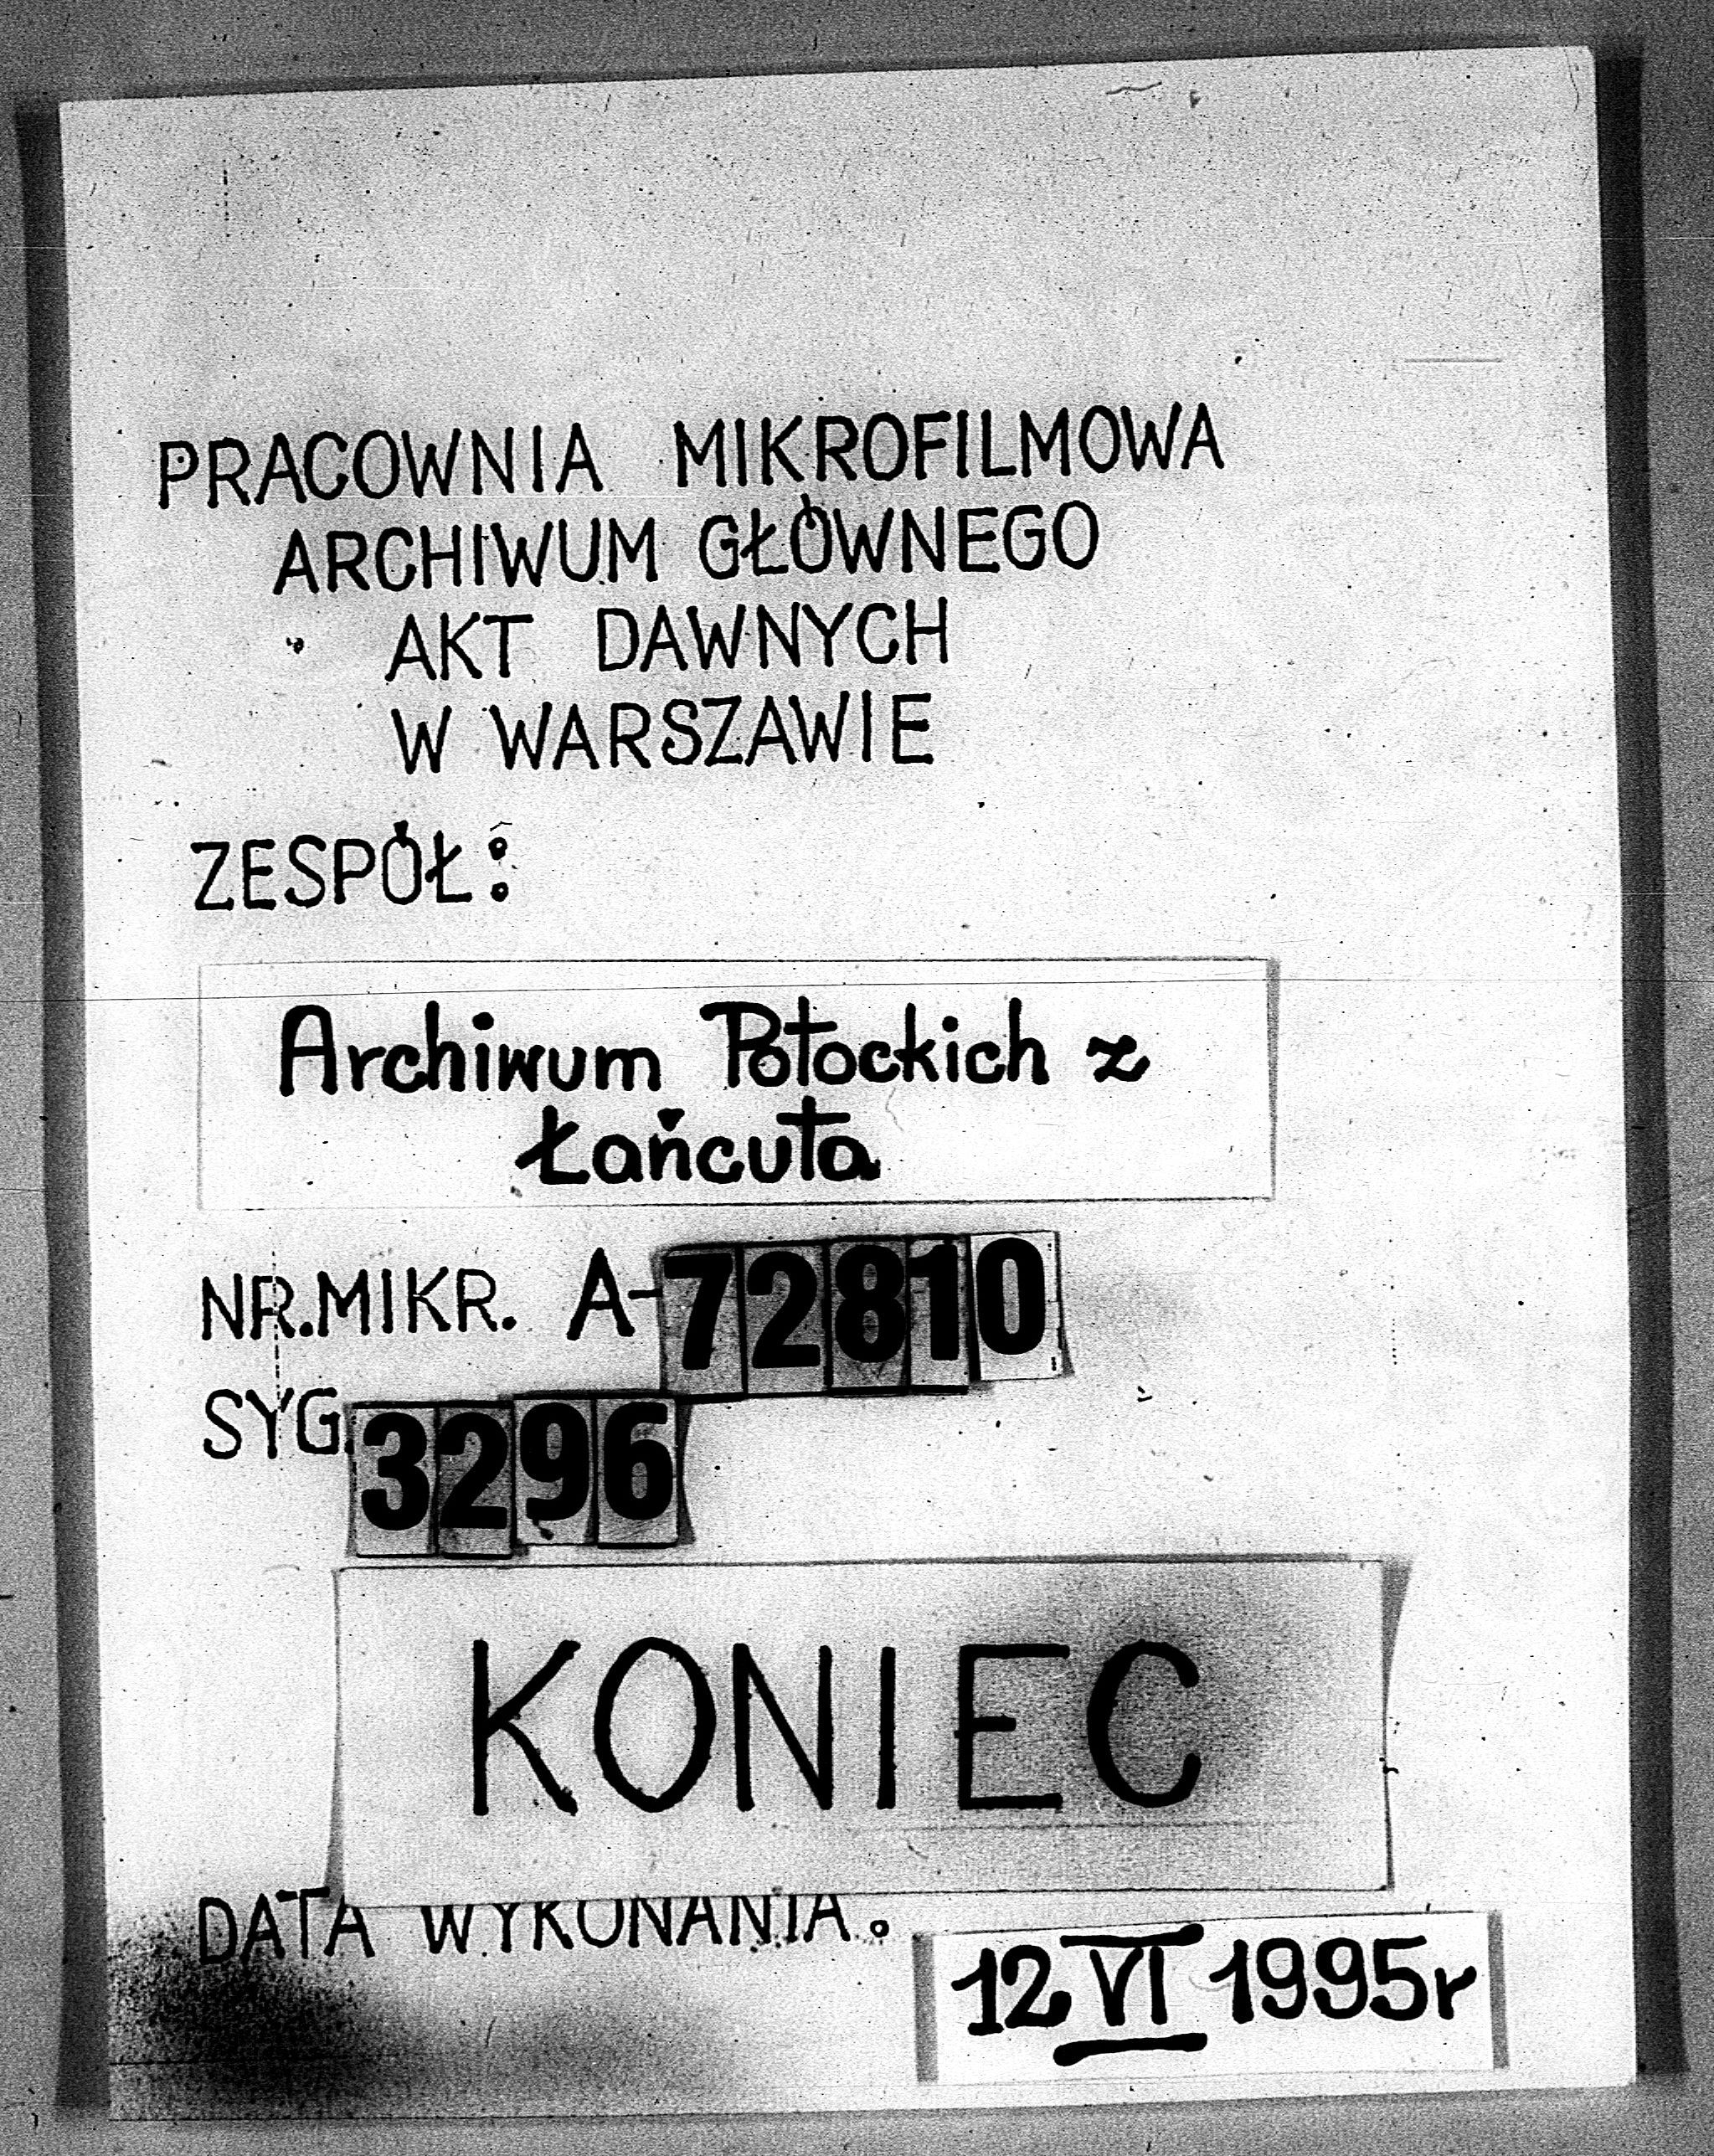 PRACOWNIA MIKROFILMOWA
ARCHIWUM GŁÓWNEGO
AKT DAWNYCH
W WARSZAWIE
ZESPÓŁ:
Archiwum Potockich z
Łańcuta
NR.MIKR. A-72810
SYG.3296
KONIEC
DATA WYKONANIA:
12 VI 1995r